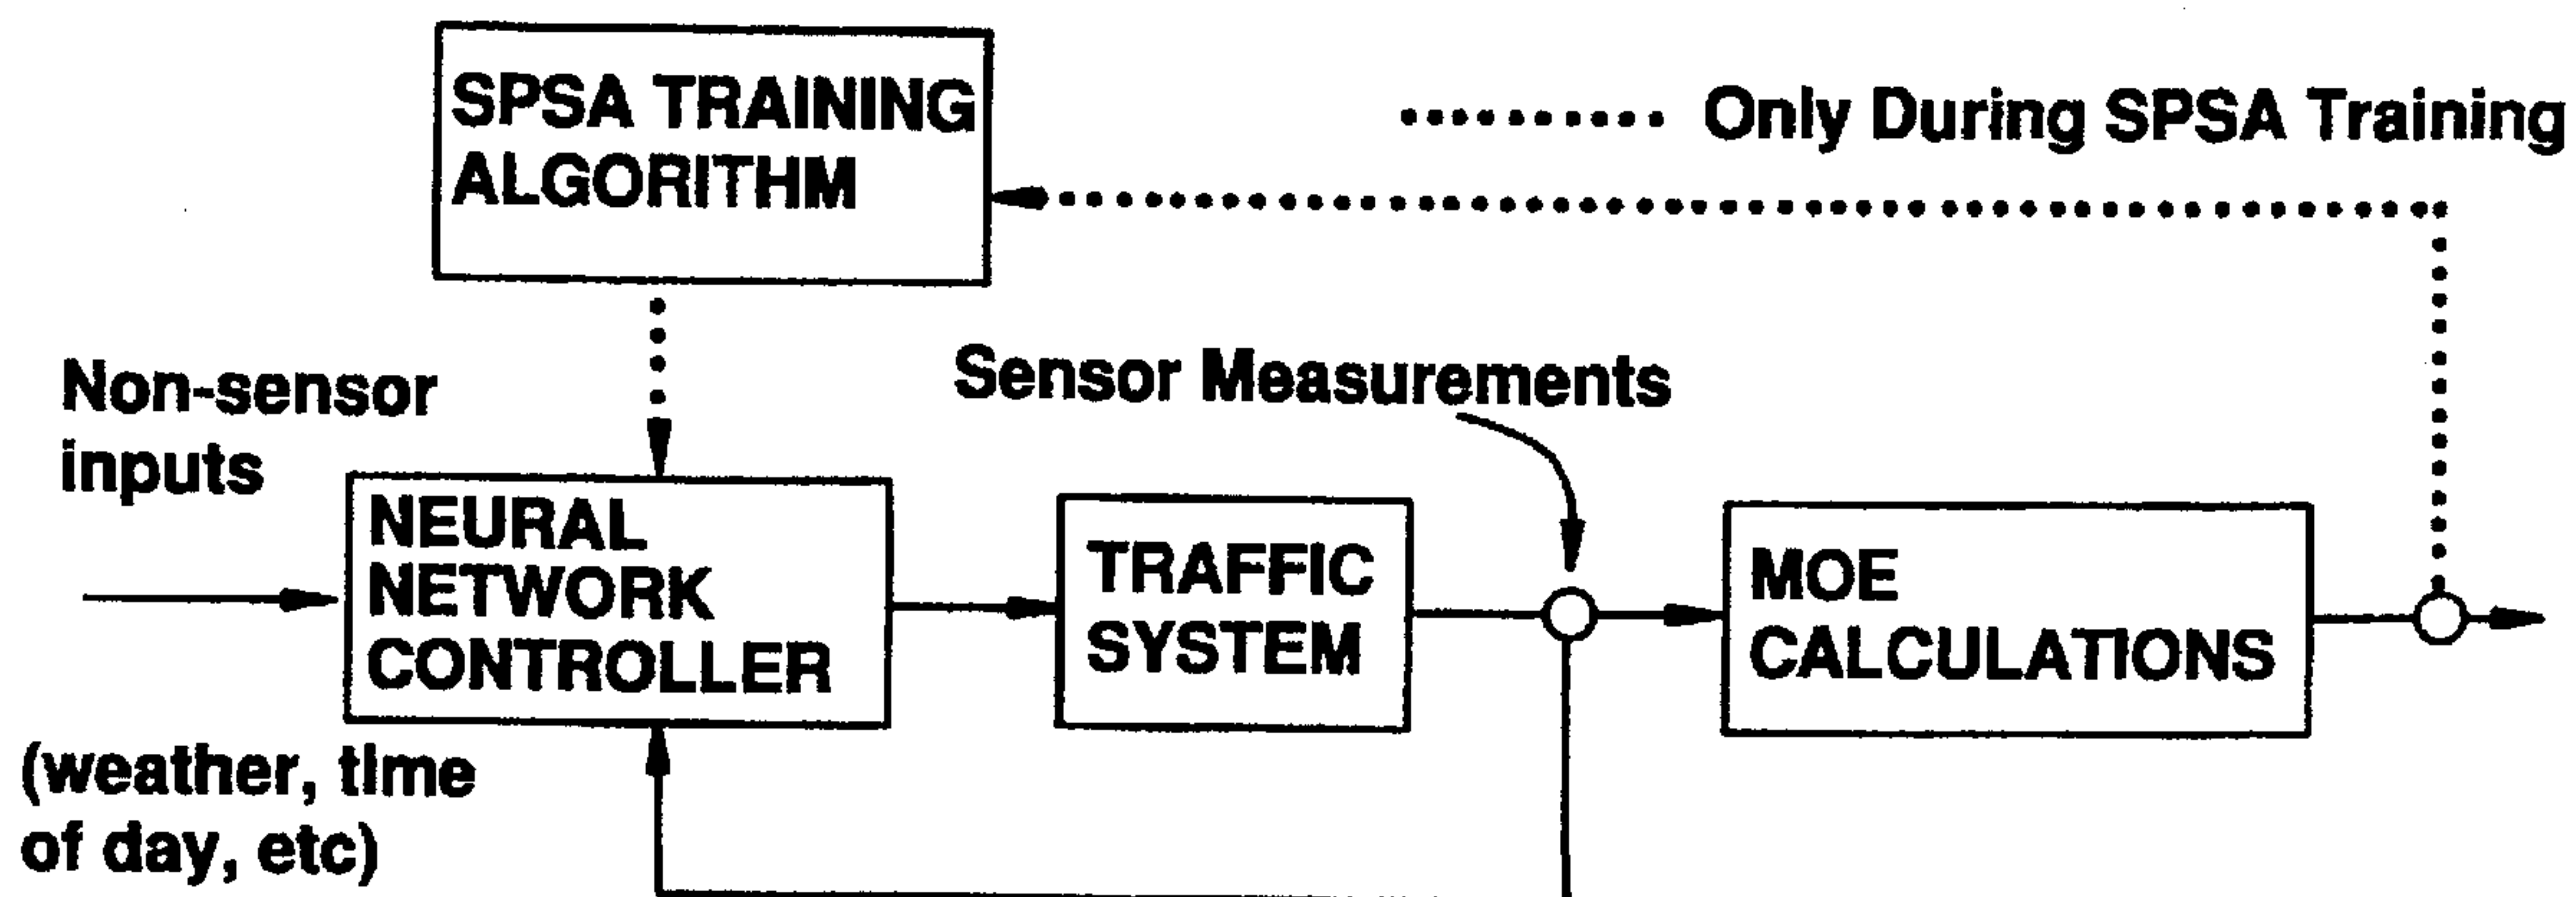 SPSA TRAINING
ALGORITHM
Only During SPSA Training
Non-sensor
inputs
Sensor Measurements
NEURAL
NETWORK
CONTROLLER
TRAFFIC
SYSTEM
MOE
CALCULATIONS
(weather, time
of day, etc)